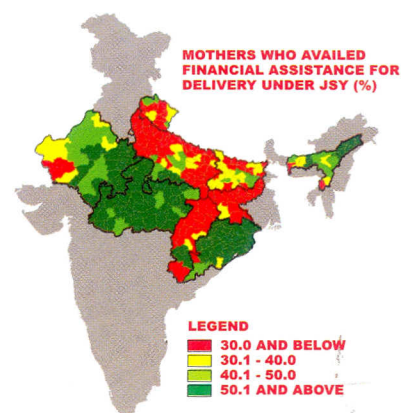 MOTHERS WHO AVAILED
FINANCIAL ASSISTANCE FOR
DELIVERY UNDER JSY (%)
LEGEND
30.0 AND BELOW
30.1 - 40.0
40.1 - 50.0
50.1 AND ABOVE